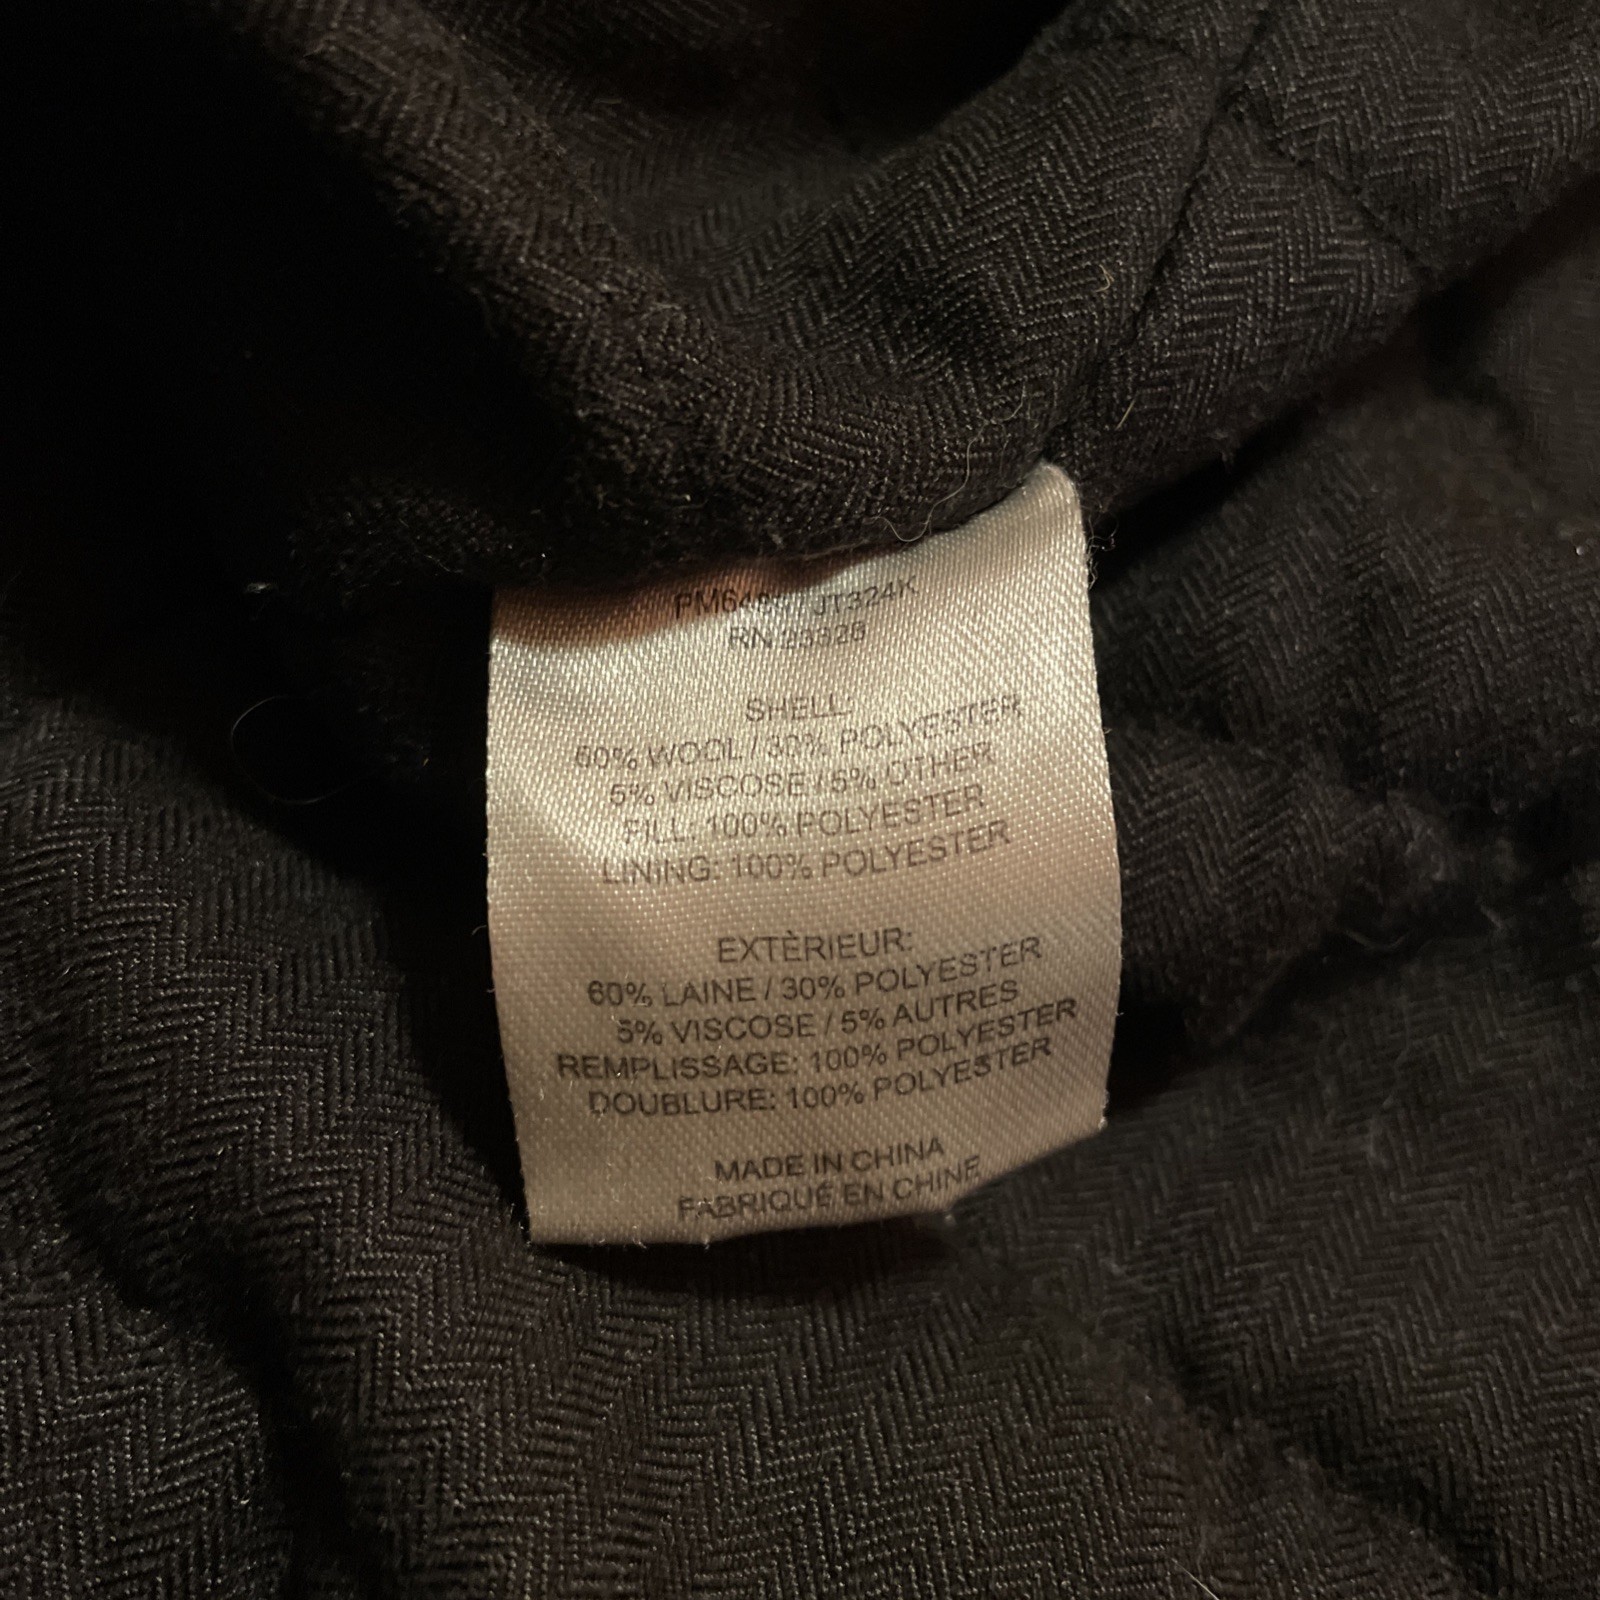 JT324K
RN 23328
SHELL:
60% WOOL / 30% POLYESTER
5% VISCOSE / 5% OTHER
FILL: 100% POLYESTER
LINING: 100% POLYESTER
EXTÈRIEUR:
60% LAINE / 30% POLYESTER
5% VISCOSE / 5% AUTRES
REMPLISSAGE: 100% POLYESTER
DOUBLURE: 100% POLYESTER
MADE IN CHINA
FABRIQUÉ EN CHINE